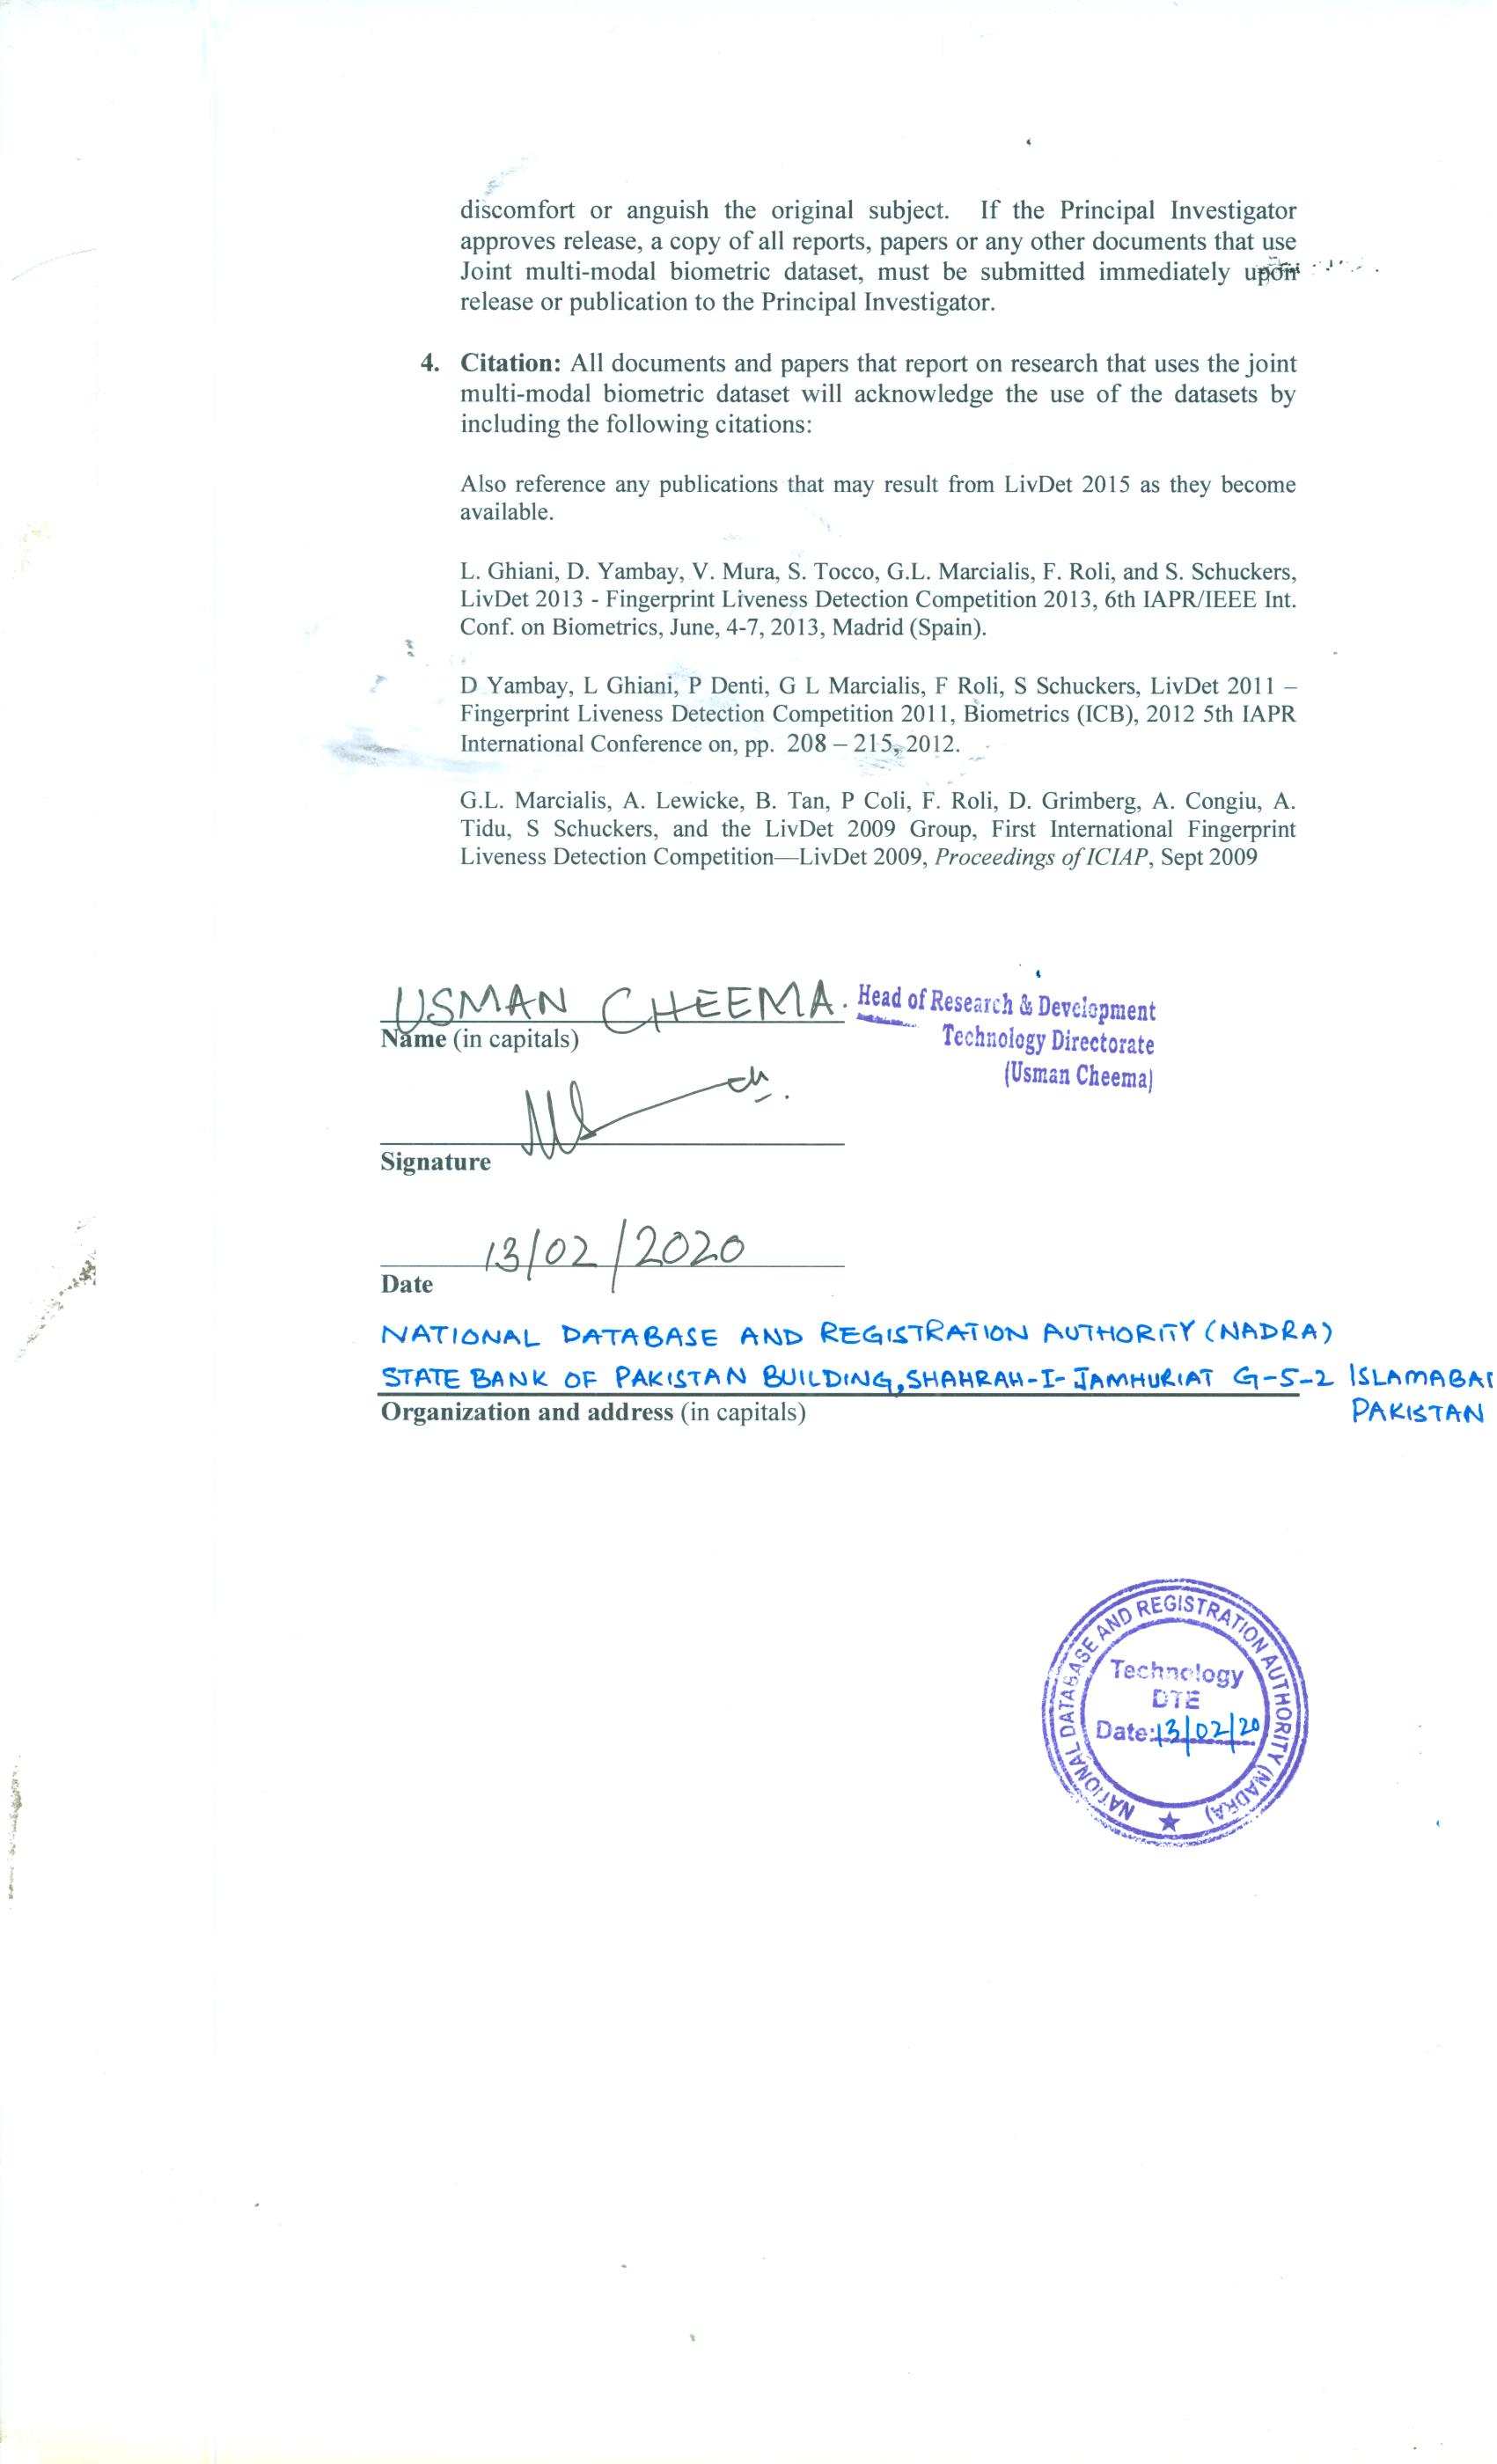 discomfort or anguish the original subject. If the Principal Investigator
approves release, a copy of all reports, papers or any other documents that use
Joint multi-modal biometric dataset, must be submitted immediately upon
release or publication to the Principal Investigator.
4. Citation: All documents and papers that report on research that uses the joint
multi-modal biometric dataset will acknowledge the use of the datasets by
including the following citations:
Also reference any publications that may result from LivDet 2015 as they become
available.
L. Ghiani, D. Yambay, V. Mura, S. Tocco, G.L. Marcialis, F. Roli, and S. Schuckers,
LivDet 2013 - Fingerprint Liveness Detection Competition 2013, 6th IAPR/IEEE Int.
Conf. on Biometrics, June, 4-7, 2013, Madrid (Spain).
D Yambay, L Ghiani, P Denti, G L Marcialis, F Roli, S Schuckers, LivDet 2011 –
Fingerprint Liveness Detection Competition 2011, Biometrics (ICB), 2012 5th IAPR
International Conference on, pp. 208 – 215, 2012.
G.L. Marcialis, A. Lewicke, B. Tan, P Coli, F. Roli, D. Grimberg, A. Congiu, A.
Tidu, S Schuckers, and the LivDet 2009 Group, First International Fingerprint
Liveness Detection Competition—LivDet 2009, Proceedings of ICIAP, Sept 2009
USMAN CHEEMA. Head of Research & Development
Name (in capitals) Technology Directorate
(Usman Cheema)
Signature
13/02/2020
Date
NATIONAL DATABASE AND REGISTRATION AUTHORITY (NADRA)
STATE BANK OF PAKISTAN BUILDING, SHAHRAH-I-JAMHURIAT G-5-2 ISLAMABAD
Organization and address (in capitals) PAKISTAN
NATIONAL DATABASE AND REGISTRATION AUTHORITY (NADRA)
Technology
DTE
Date: 13/02/20